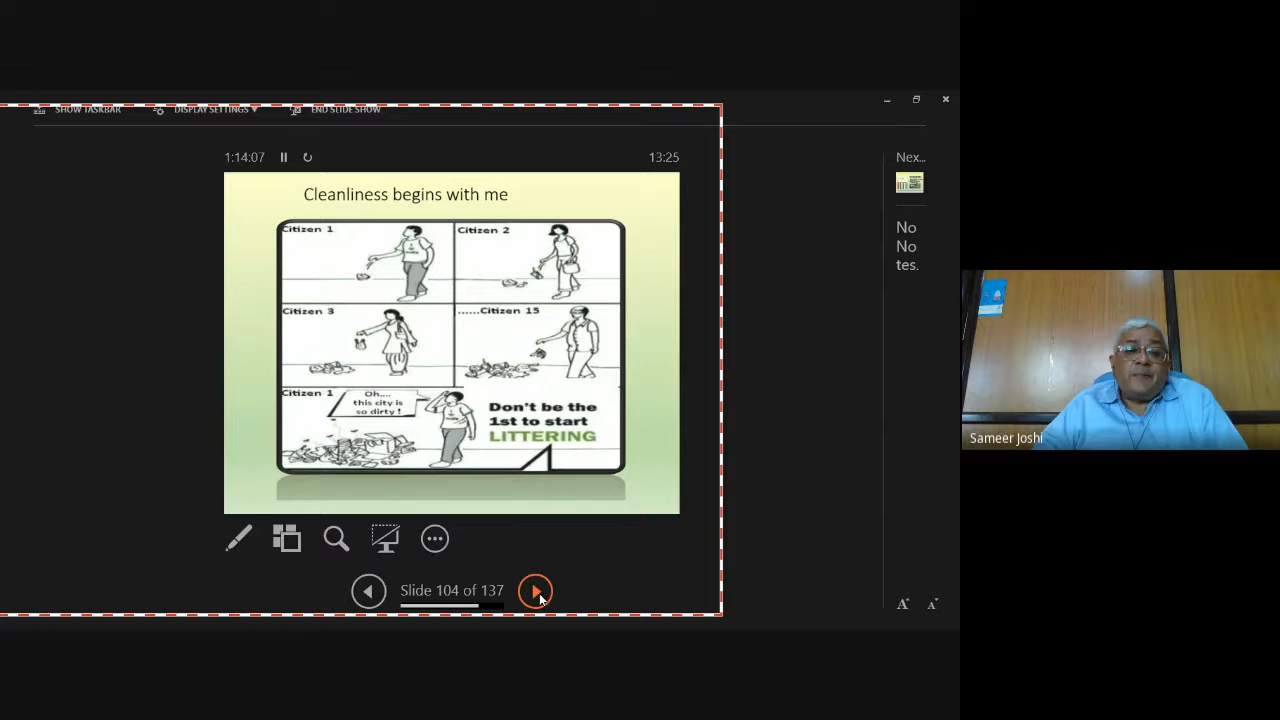 SHOW TASKBAR
DISPLAY SETTINGS
END SLIDE SHOW
1:14:07
13:25
Nex...
Cleanliness begins with me
Citizen 1
Citizen 2
Citizen 3
......Citizen 15
Citizen 1
Oh....
this city is
so dirty !
Don't be the
1st to start
LITTERING
No
No
tes.
Slide 104 of 137
Sameer Joshi